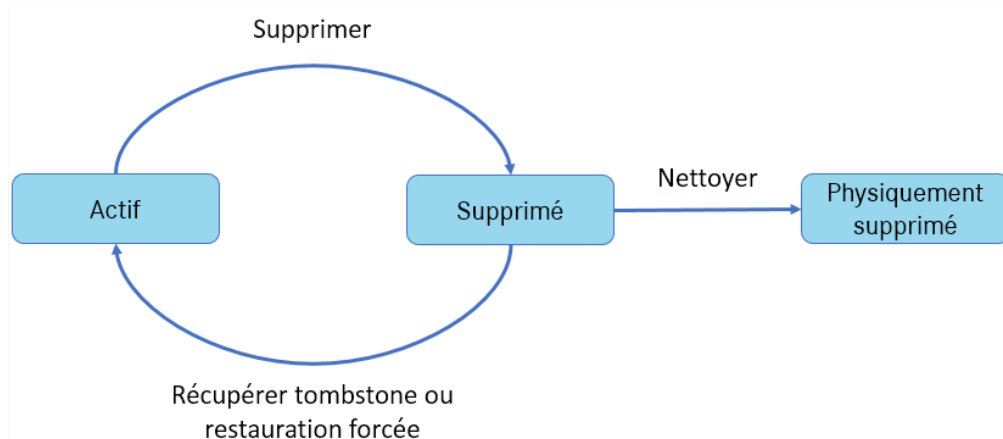 Supprimer
Actif
Supprimé
Nettoyer
Physiquement
supprimé
Récupérer tombstone ou
restauration forcée